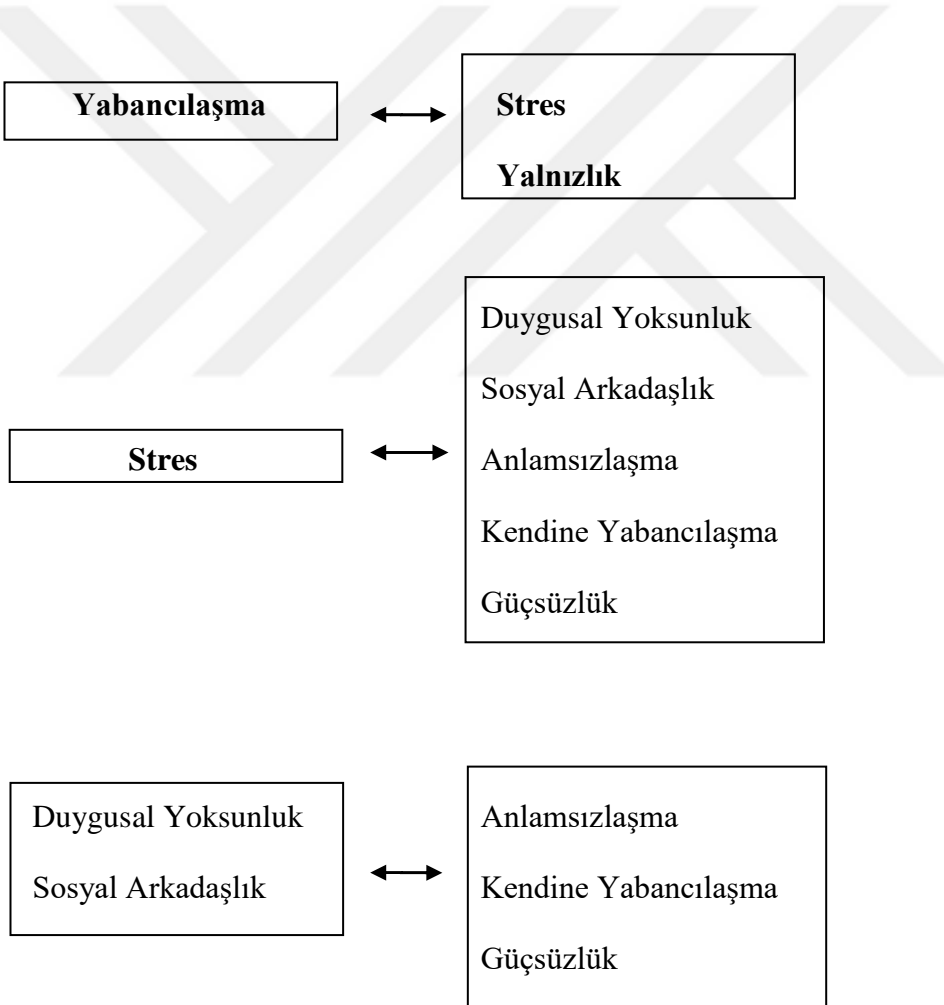 Yabancılaşma
Stres
Yalnızlık
Stres
Duygusal Yoksunluk
Sosyal Arkadaşlık
Anlamsızlaşma
Kendine Yabancılaşma
Güçsüzlük
Duygusal Yoksunluk
Sosyal Arkadaşlık
Anlamsızlaşma
Kendine Yabancılaşma
Güçsüzlük